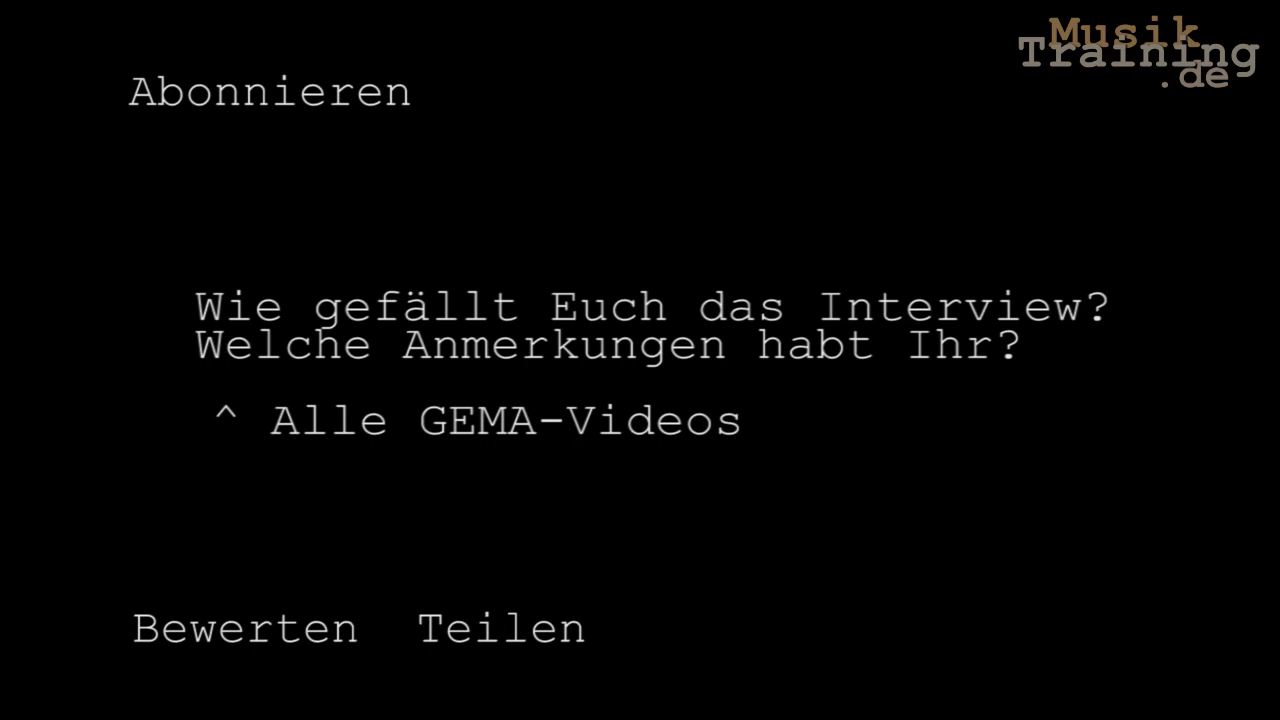 Musik
Training
.de
Abonnieren
Wie gefällt Euch das Interview?
Welche Anmerkungen habt Ihr?
^ Alle GEMA-Videos
Bewerten Teilen